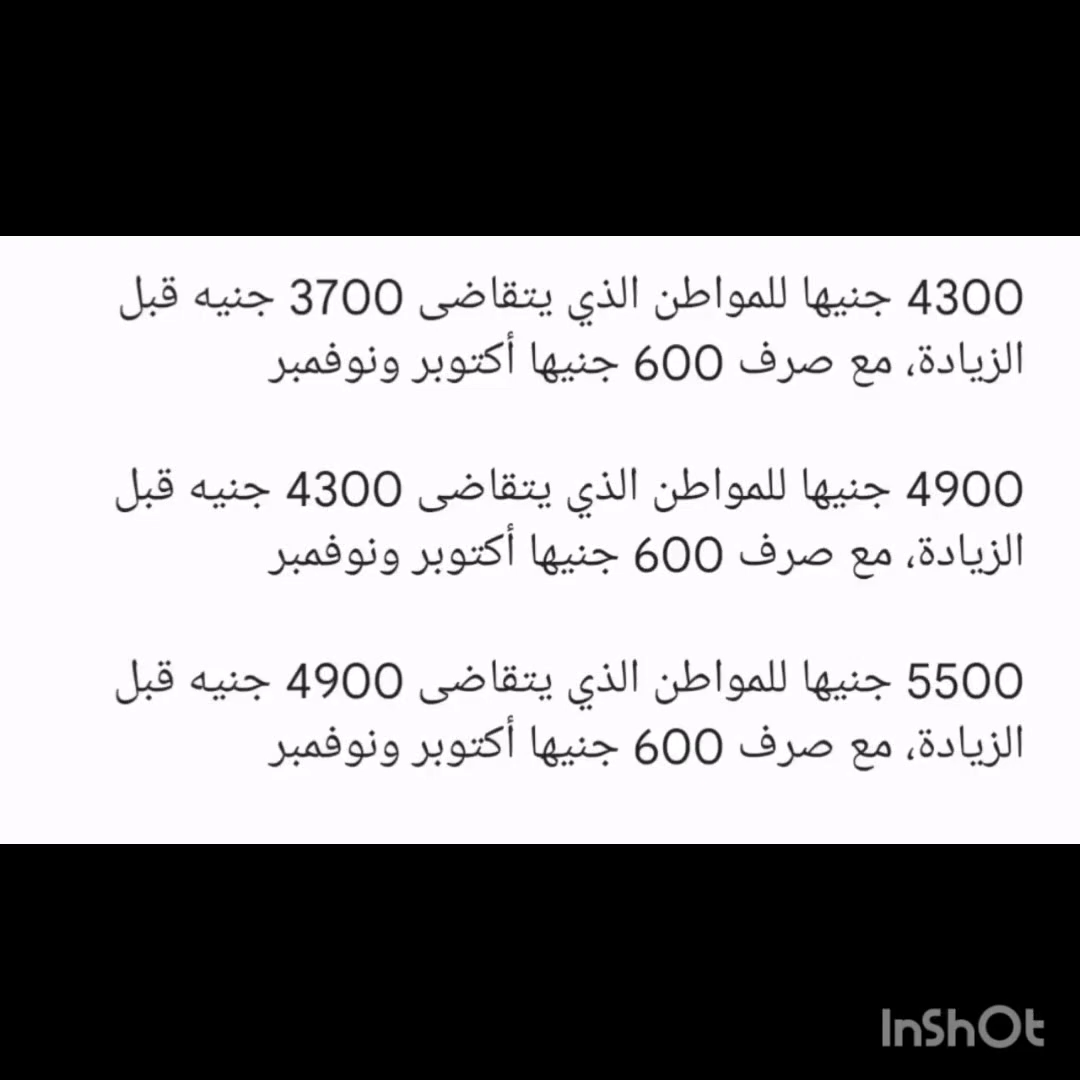 4300 جنيها للمواطن الذي يتقاضى 3700 جنيه قبل
الزيادة، مع صرف 600 جنيها أكتوبر ونوفمبر
4900 جنيها للمواطن الذي يتقاضى 4300 جنيه قبل
الزيادة، مع صرف 600 جنيها أكتوبر ونوفمبر
5500 جنيها للمواطن الذي يتقاضى 4900 جنيه قبل
الزيادة، مع صرف 600 جنيها أكتوبر ونوفمبر
InShOt